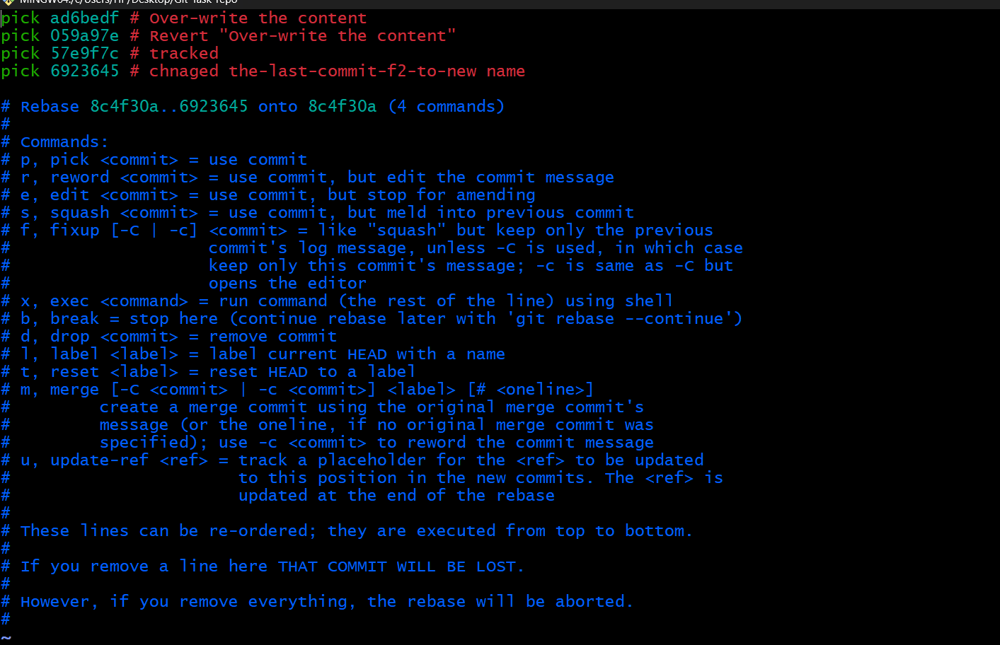 MINGW64:/c/Users/HP/Desktop/Git-Task-repo
pick ad6bedf # Over-write the content
pick 059a97e # Revert "Over-write the content"
pick 57e9f7c # tracked
pick 6923645 # chnaged the-last-commit-f2-to-new name
# Rebase 8c4f30a..6923645 onto 8c4f30a (4 commands)
#
# Commands:
# p, pick <commit> = use commit
# r, reword <commit> = use commit, but edit the commit message
# e, edit <commit> = use commit, but stop for amending
# s, squash <commit> = use commit, but meld into previous commit
# f, fixup [-C | -c] <commit> = like "squash" but keep only the previous
#                    commit's log message, unless -C is used, in which case
#                    keep only this commit's message; -c is same as -C but
#                    opens the editor
# x, exec <command> = run command (the rest of the line) using shell
# b, break = stop here (continue rebase later with 'git rebase --continue')
# d, drop <commit> = remove commit
# l, label <label> = label current HEAD with a name
# t, reset <label> = reset HEAD to a label
# m, merge [-C <commit> | -c <commit>] <label> [# <oneline>]
#         create a merge commit using the original merge commit's
#         message (or the oneline, if no original merge commit was
#         specified); use -c <commit> to reword the commit message
# u, update-ref <ref> = track a placeholder for the <ref> to be updated
#                       to this position in the new commits. The <ref> is
#                       updated at the end of the rebase
#
# These lines can be re-ordered; they are executed from top to bottom.
#
# If you remove a line here THAT COMMIT WILL BE LOST.
#
# However, if you remove everything, the rebase will be aborted.
#
~